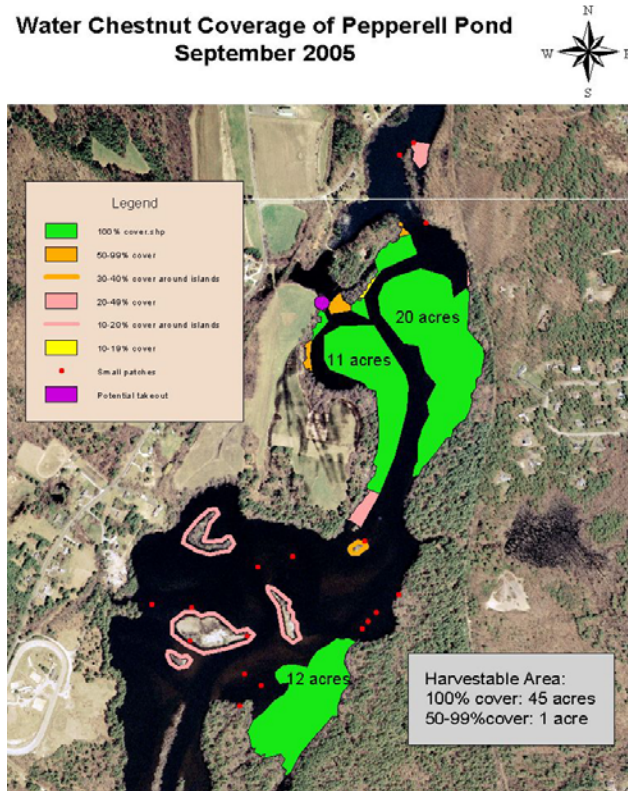 Water Chestnut Coverage of Pepperell Pond
September 2005
N
W
E
S
Legend
100% cover.shp
50-99% cover
30-40% cover around islands
20-49% cover
10-20% cover around islands
10-19% cover
Small patches
Potential takeout
20 acres
11 acres
12 acres
Harvestable Area:
100% cover: 45 acres
50-99%cover: 1 acre